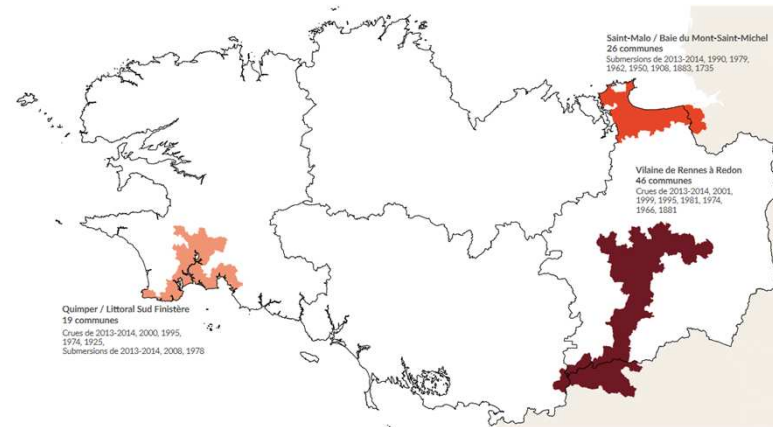 Saint-Malo / Baie du Mont-Saint-Michel
26 communes
Submersions de 2013-2014, 1990, 1979,
1962, 1950, 1908, 1883, 1735
Vilaine de Rennes à Redon
46 communes
Crues de 2013-2014, 2001,
1999, 1995, 1981, 1974,
1966, 1881
Quimper / Littoral Sud Finistère
19 communes
Crues de 2013-2014, 2000, 1995,
1974, 1925,
Submersions de 2013-2014, 2008, 1978